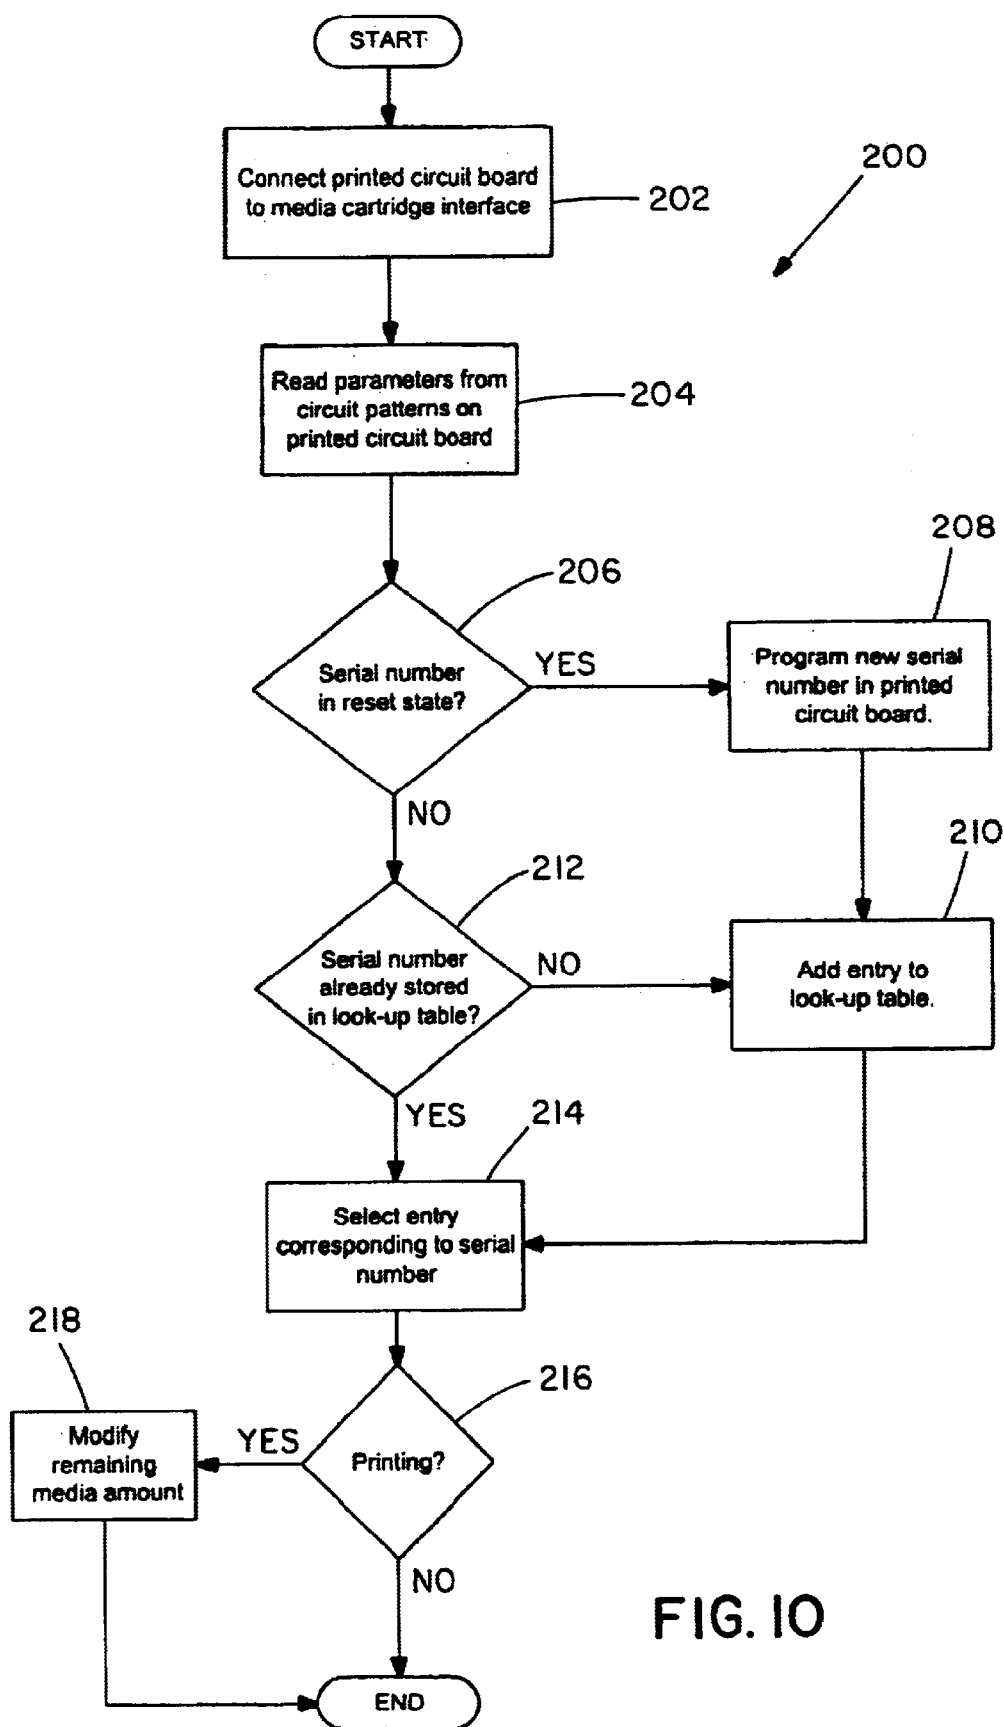 START
Connect printed circuit board
to media cartridge interface
202
200
Read parameters from
circuit patterns on
printed circuit board
204
206
208
Serial number
in reset state?
YES
Program new serial
number in printed
circuit board.
NO
212
210
Serial number
already stored
in look-up table?
NO
Add entry to
look-up table.
YES
214
Select entry
corresponding to serial
number
218
216
Modify
remaining
media amount
YES
Printing?
NO
FIG. 10
END